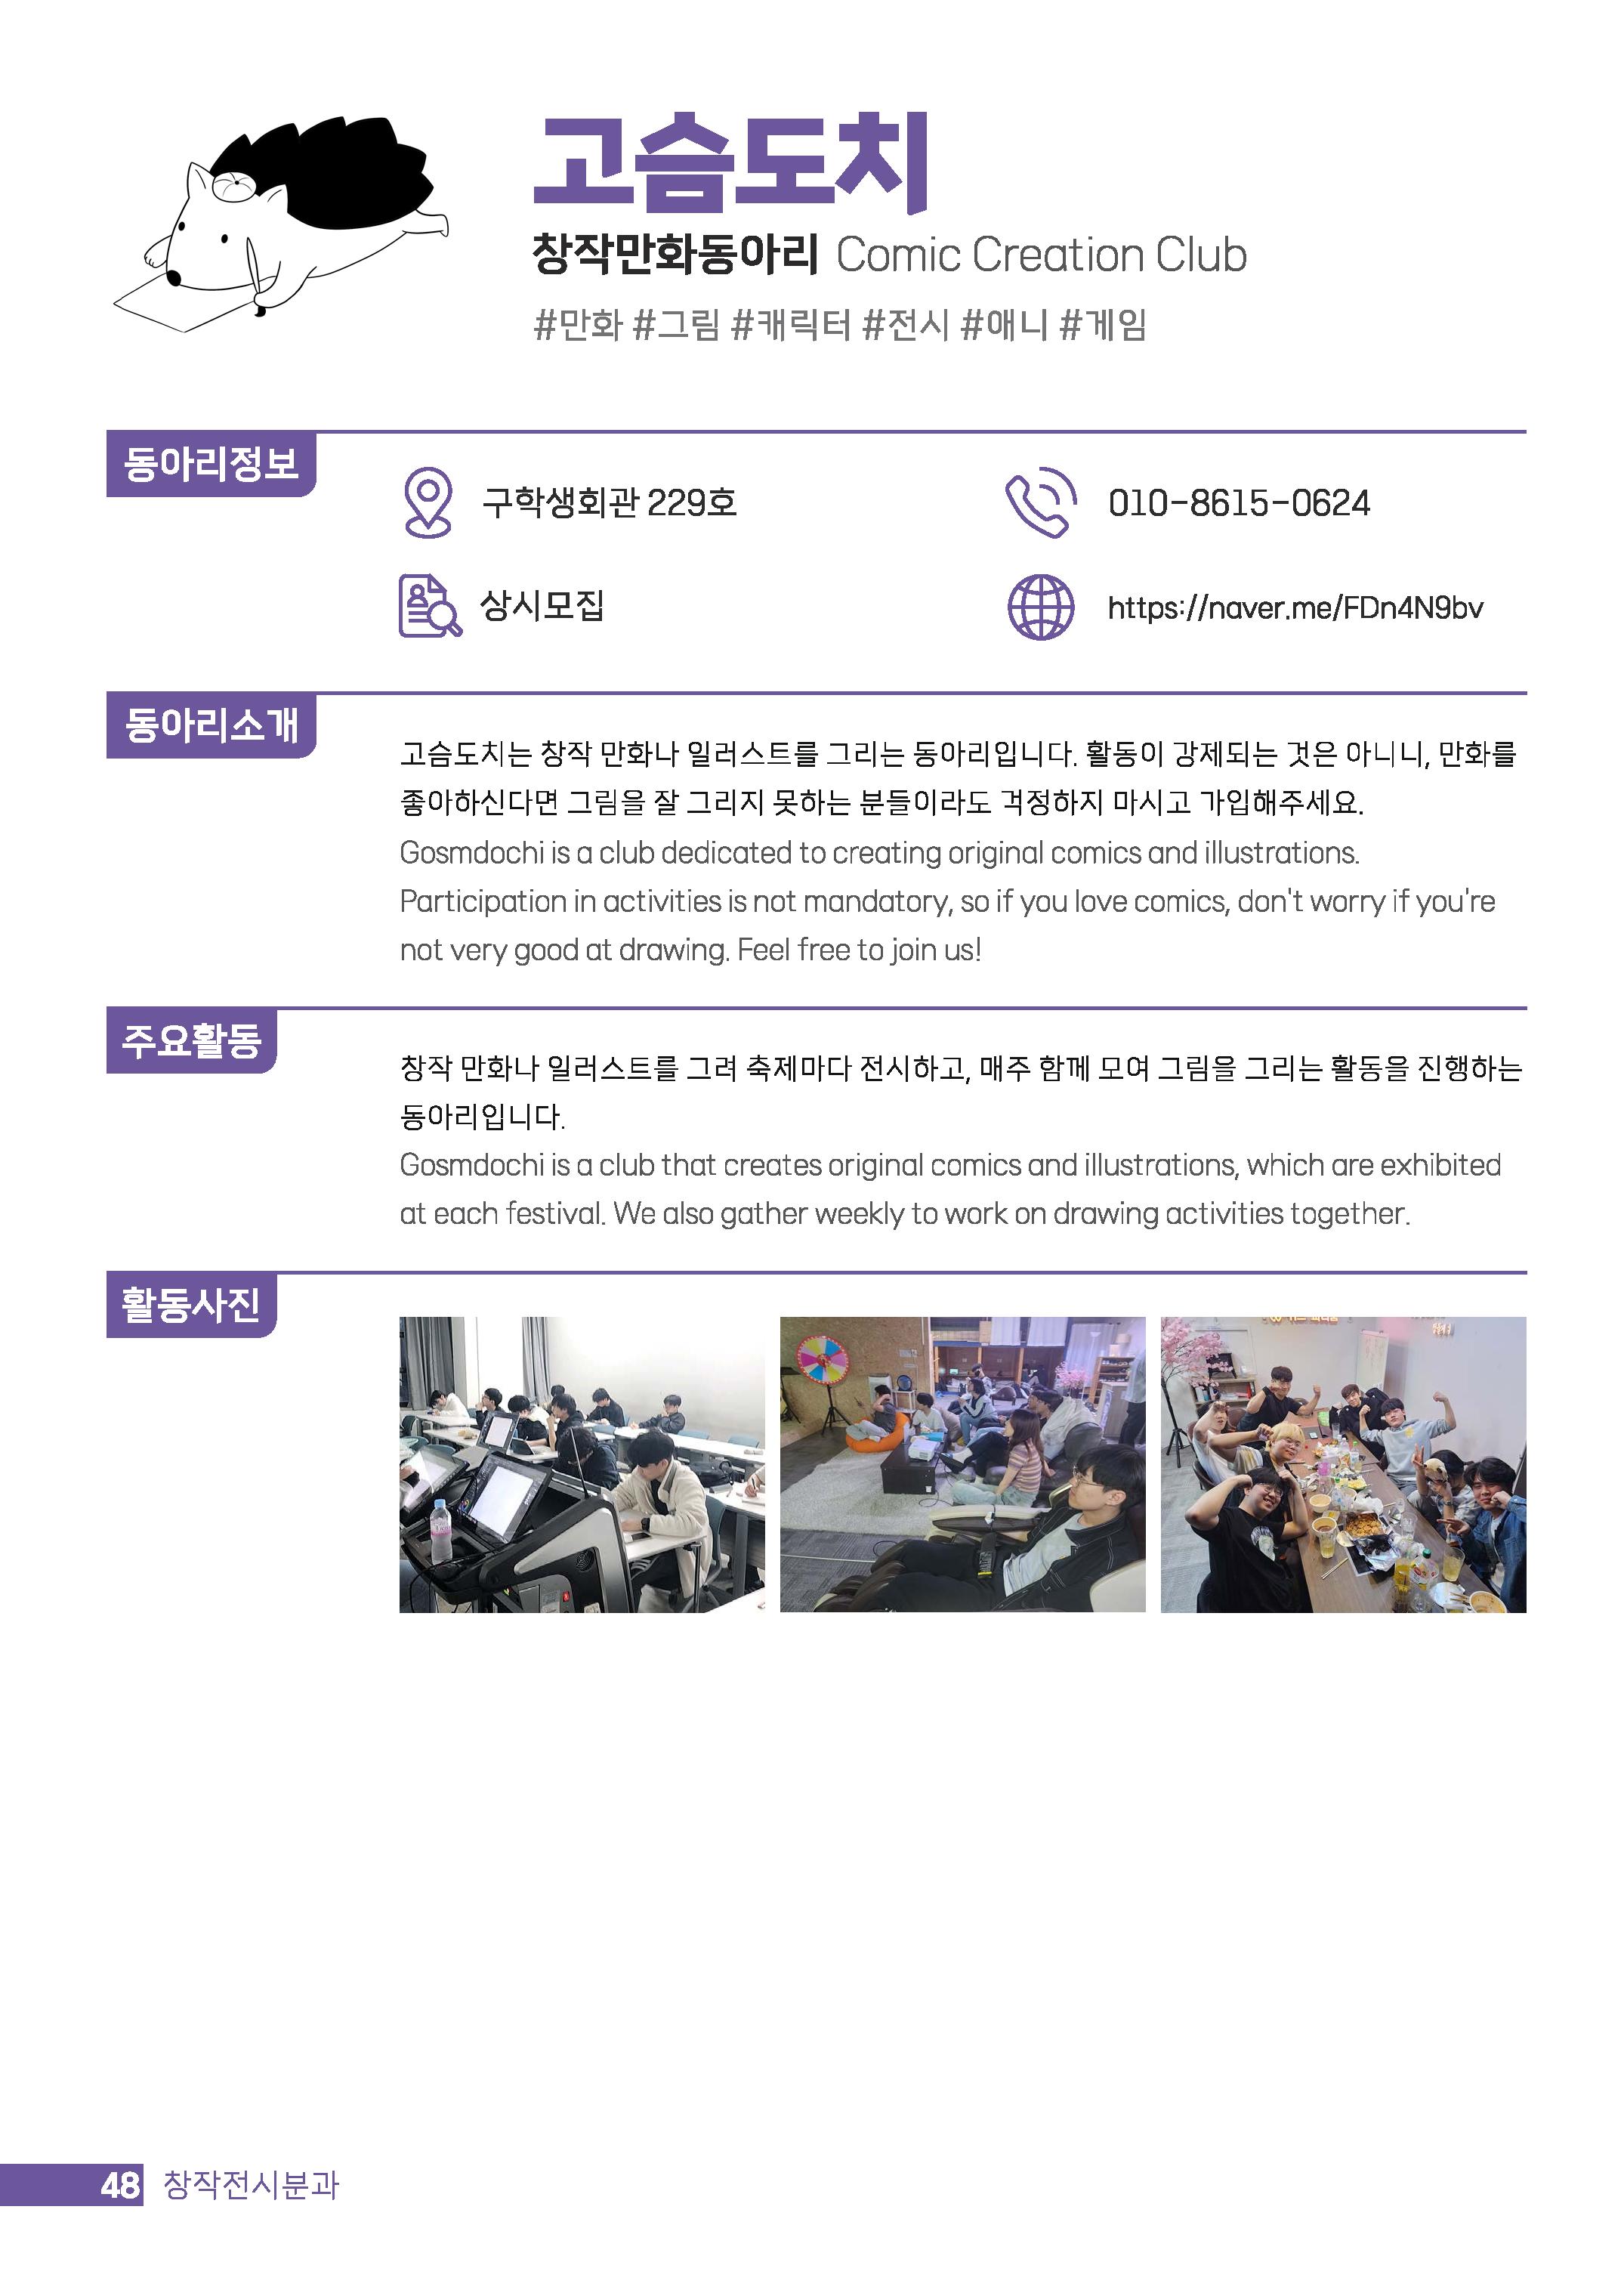 고슴도치
창작만화동아리 Comic Creation Club
#만화 #그림 #캐릭터 #전시 #애니 #게임
동아리정보
구학생회관 229호
010-8615-0624
상시모집
https://naver.me/FDn4N9bv
동아리소개
고슴도치는 창작 만화나 일러스트를 그리는 동아리입니다. 활동이 강제되는 것은 아니니, 만화를
좋아하신다면 그림을 잘 그리지 못하는 분들이라도 걱정하지 마시고 가입해주세요.
Gosmdochi is a club dedicated to creating original comics and illustrations.
Participation in activities is not mandatory, so if you love comics, don't worry if you're
not very good at drawing. Feel free to join us!
주요활동
창작 만화나 일러스트를 그려 축제마다 전시하고, 매주 함께 모여 그림을 그리는 활동을 진행하는
동아리입니다.
Gosmdochi is a club that creates original comics and illustrations, which are exhibited
at each festival. We also gather weekly to work on drawing activities together.
활동사진
48 창작전시분과